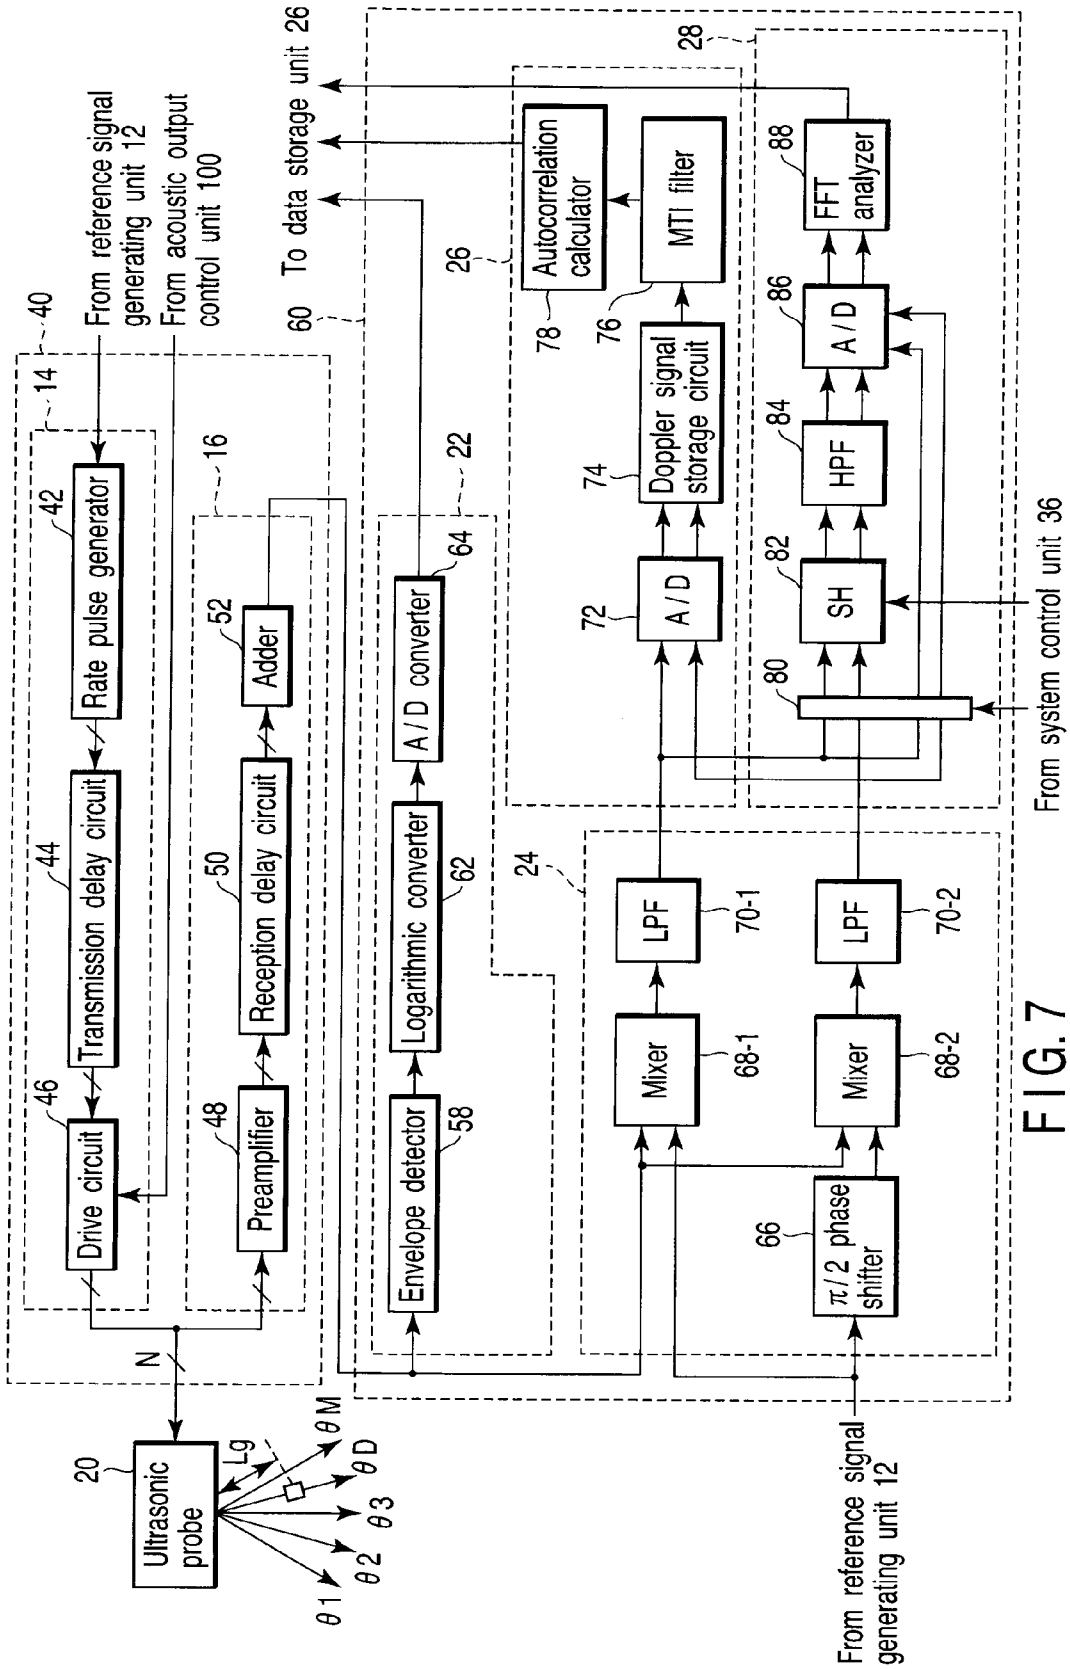 From reference signal
generating unit 12
From acoustic output
control unit 100
To data storage unit 26
40
14
42
Rate pulse generator
44
Transmission delay circuit
46
Drive circuit
16
52
Adder
50
Reception delay circuit
48
Preamplifier
N
20
Ultrasonic
probe
Lg
θ1
θ2
θ3
θD
θM
60
22
64
A/D converter
62
Logarithmic converter
58
Envelope detector
26
78
Autocorrelation
calculator
76
MTI filter
74
Doppler signal
storage circuit
72
A/D
28
88
FFT
analyzer
86
A/D
84
HPF
82
SH
80
From system control unit 36
24
LPF
70-1
LPF
70-2
Mixer
68-1
Mixer
68-2
66
π/2 phase
shifter
From reference signal
generating unit 12
FIG. 7